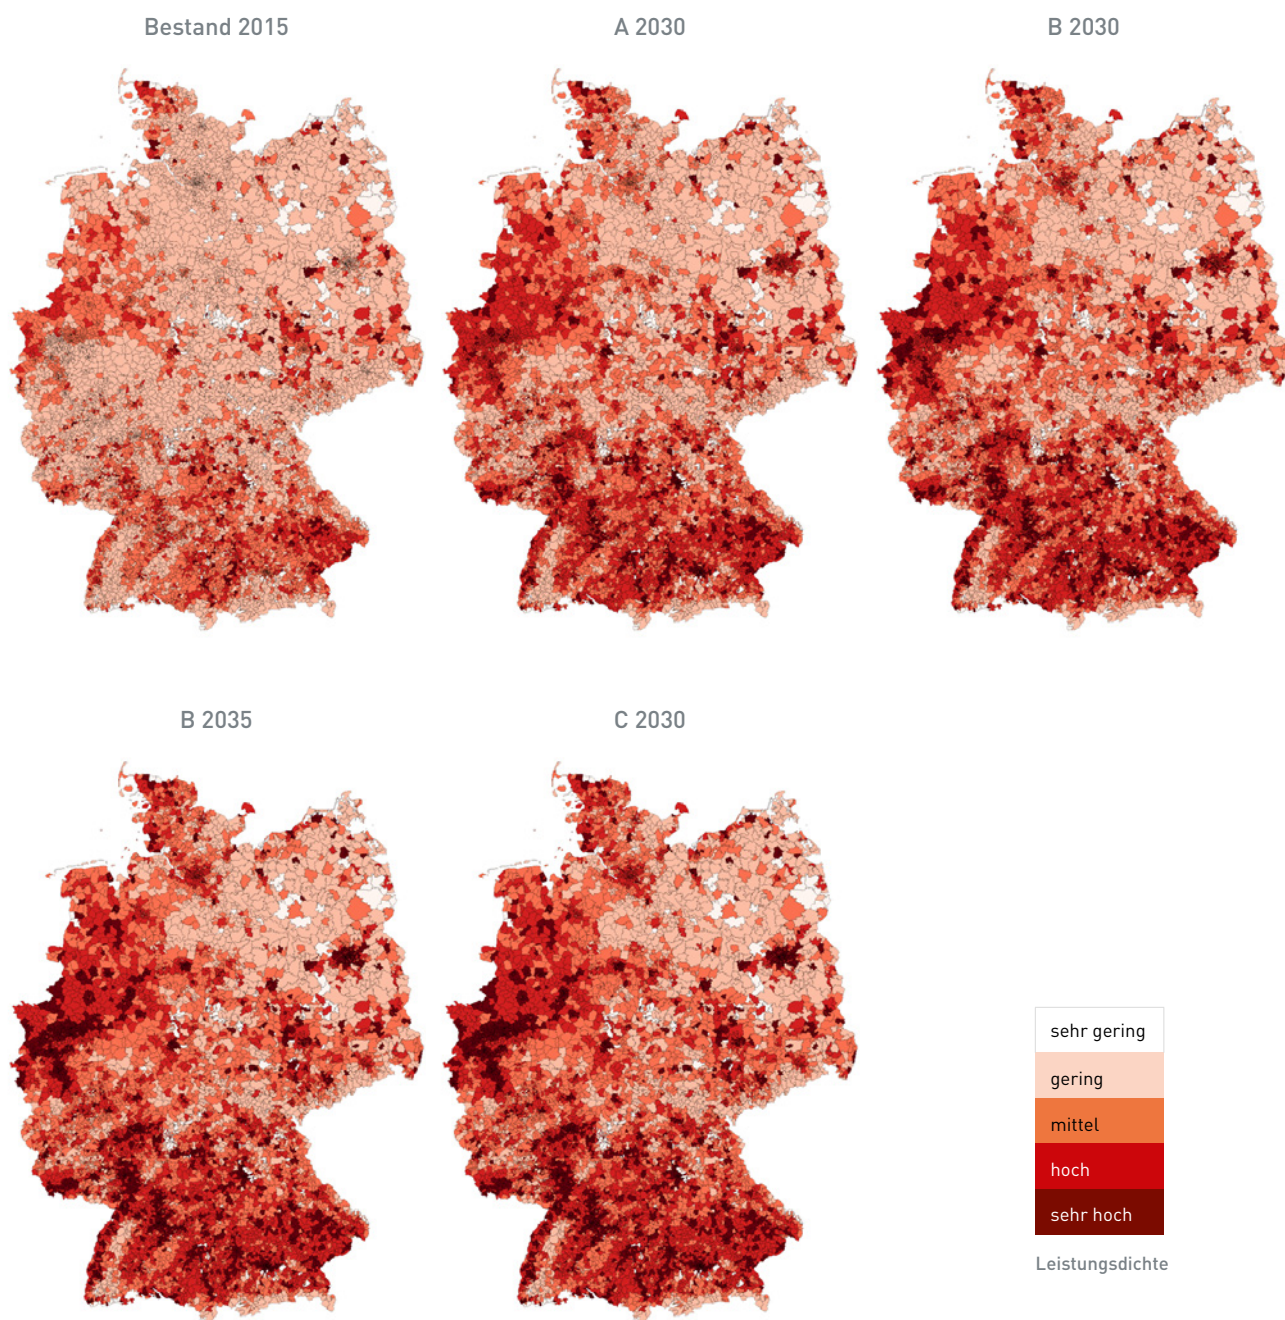 Bestand 2015
A 2030
B 2030
B 2035
C 2030
sehr gering
gering
mittel
hoch
sehr hoch
Leistungsdichte